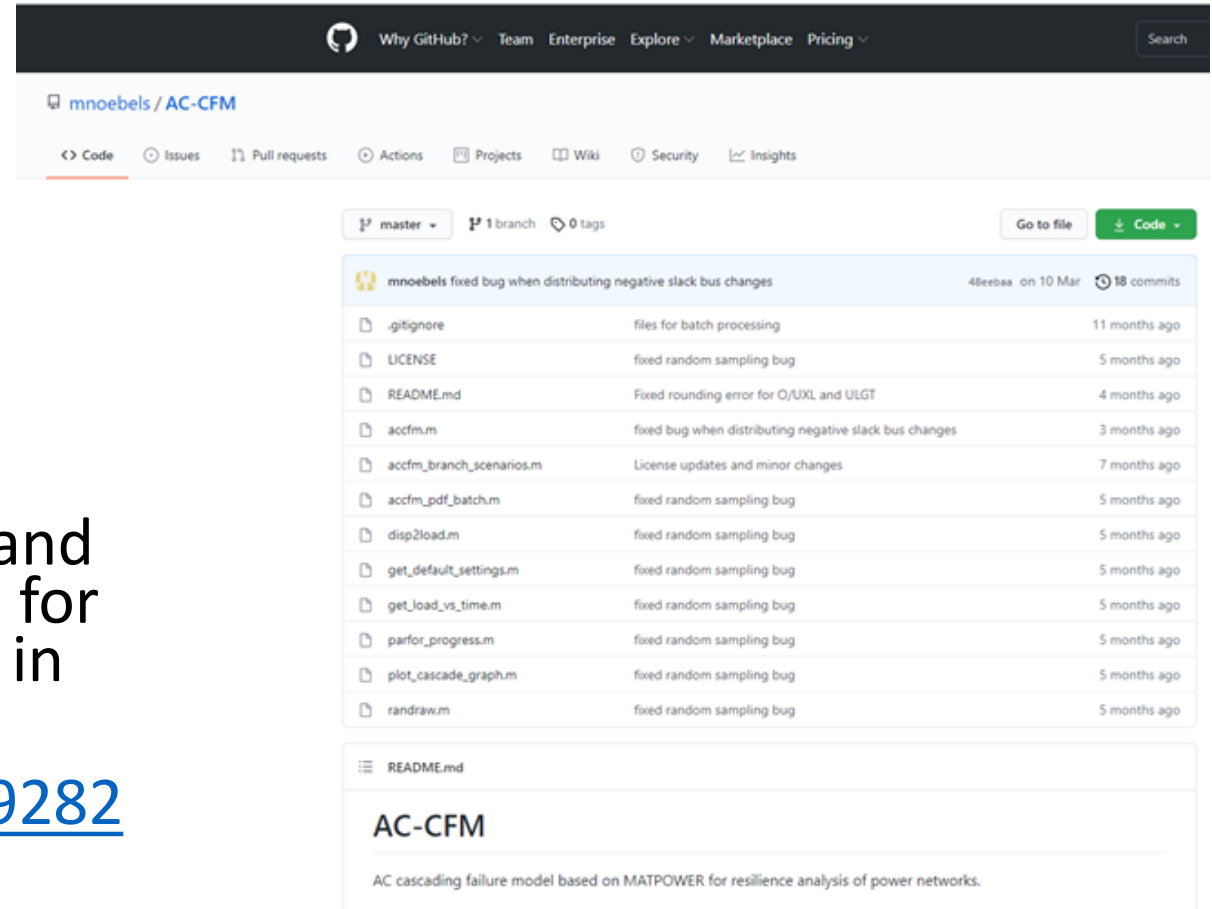 Why GitHub? Team Enterprise Explore Marketplace Pricing Search
mnoebels / AC-CFM
<> Code Issues Pull requests Actions Projects Wiki Security Insights
master 1 branch 0 tags Go to file Code
mnoebels fixed bug when distributing negative slack bus changes 48eebaa on 10 Mar 18 commits
.gitignore files for batch processing 11 months ago
LICENSE fixed random sampling bug 5 months ago
README.md Fixed rounding error for O/UXL and ULGT 4 months ago
accfm.m fixed bug when distributing negative slack bus changes 3 months ago
accfm_branch_scenarios.m License updates and minor changes 7 months ago
accfm_pdf_batch.m fixed random sampling bug 5 months ago
disp2load.m fixed random sampling bug 5 months ago
get_default_settings.m fixed random sampling bug 5 months ago
get_load_vs_time.m fixed random sampling bug 5 months ago
parfor_progress.m fixed random sampling bug 5 months ago
plot_cascade_graph.m fixed random sampling bug 5 months ago
randraw.m fixed random sampling bug 5 months ago
README.md
AC-CFM
AC cascading failure model based on MATPOWER for resilience analysis of power networks.
and
for
in
9282